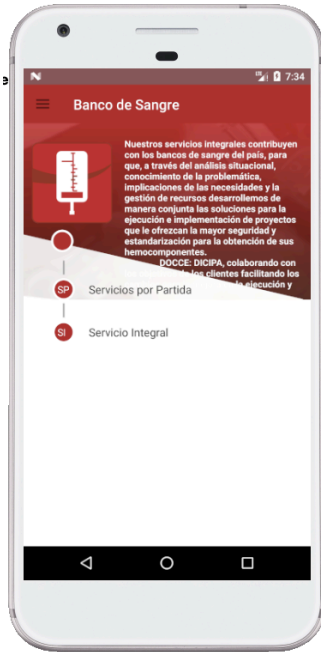 e
N
7:34
Banco de Sangre
Nuestros servicios integrales contribuyen
con los bancos de sangre del país, para
que, a través del análisis situacional,
conocimiento de la problemática,
implicaciones de las necesidades y la
gestión de recursos desarrollemos de
manera conjunta las soluciones para la
ejecución e implementación de proyectos
que le ofrezcan la mayor seguridad y
estandarización para la obtención de sus
hemocomponentes.
DOCCE: DICIPA, colaborando con
los clientes facilitando los
la ejecución y
SP Servicios por Partida
SI Servicio Integral